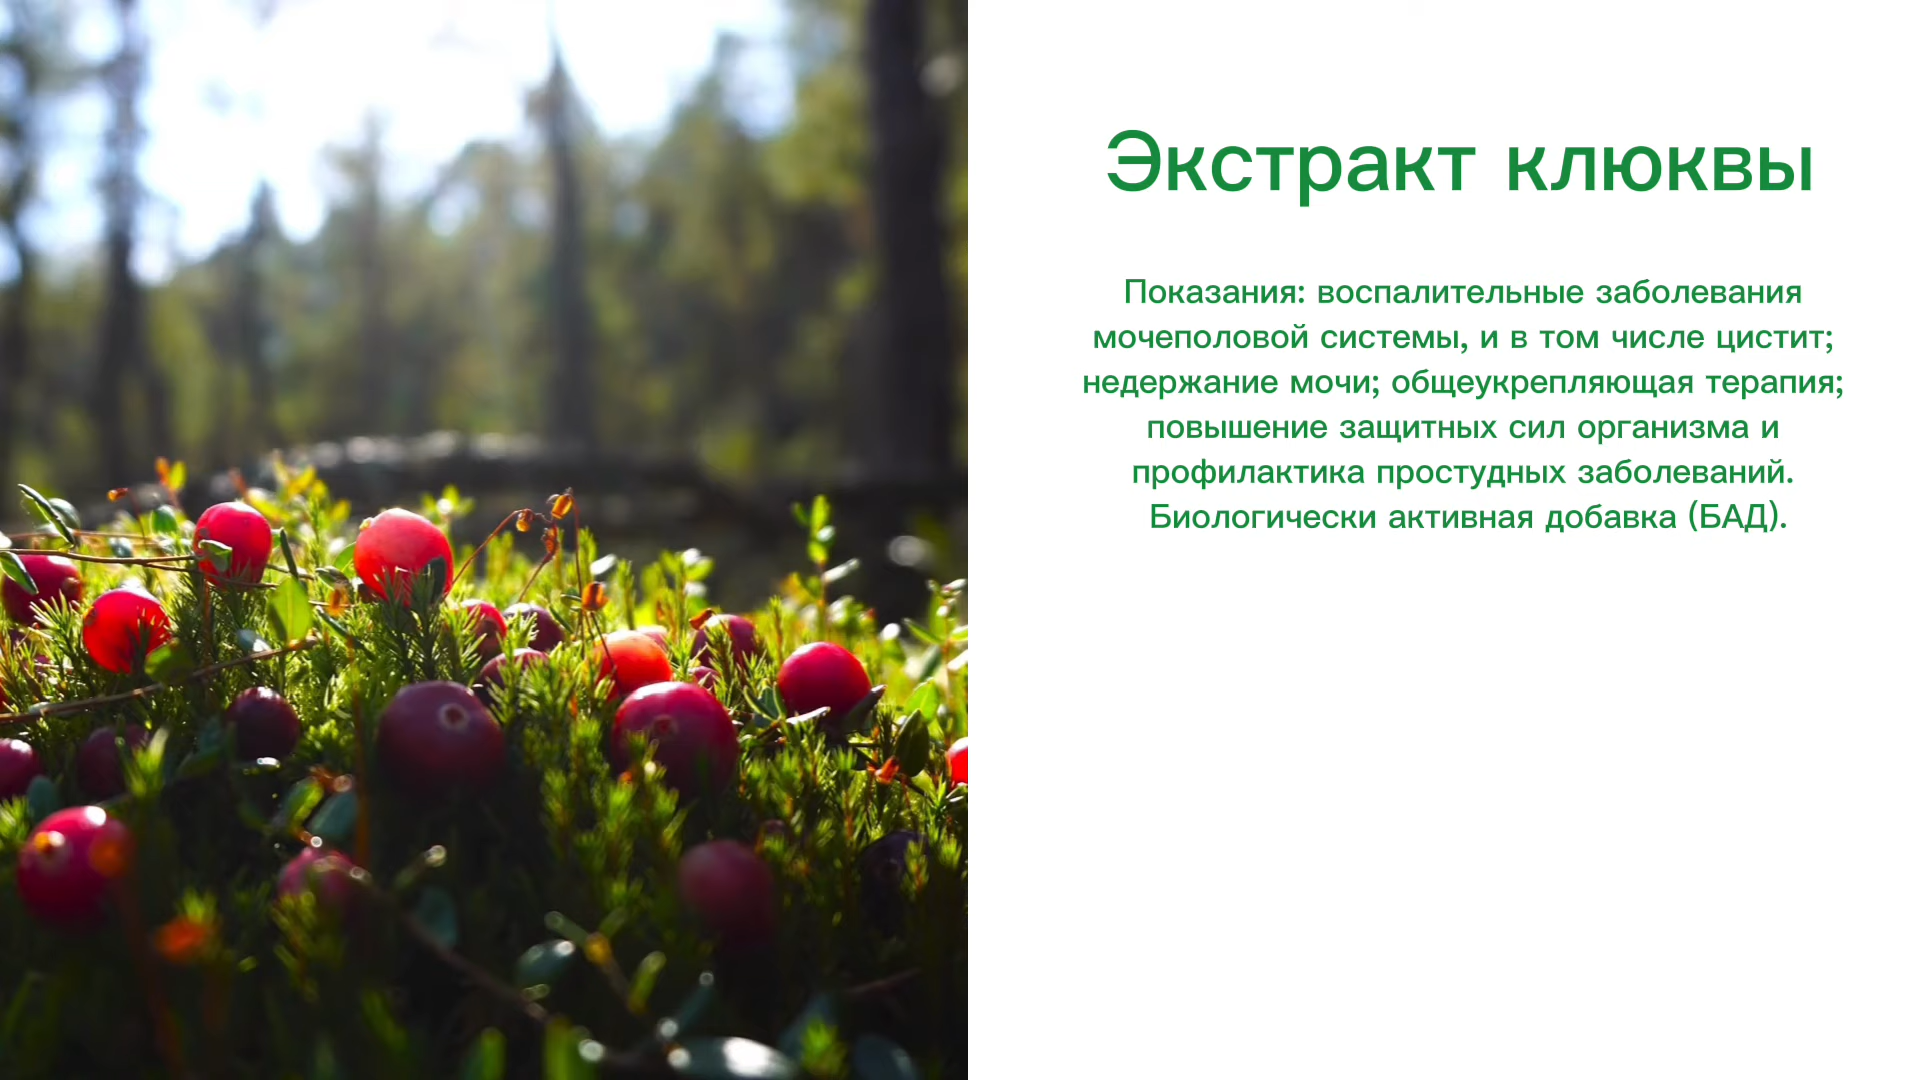 Экстракт клюквы
Показания: воспалительные заболевания
мочеполовой системы, и в том числе цистит;
недержание мочи; общеукрепляющая терапия;
повышение защитных сил организма и
профилактика простудных заболеваний.
Биологически активная добавка (БАД).